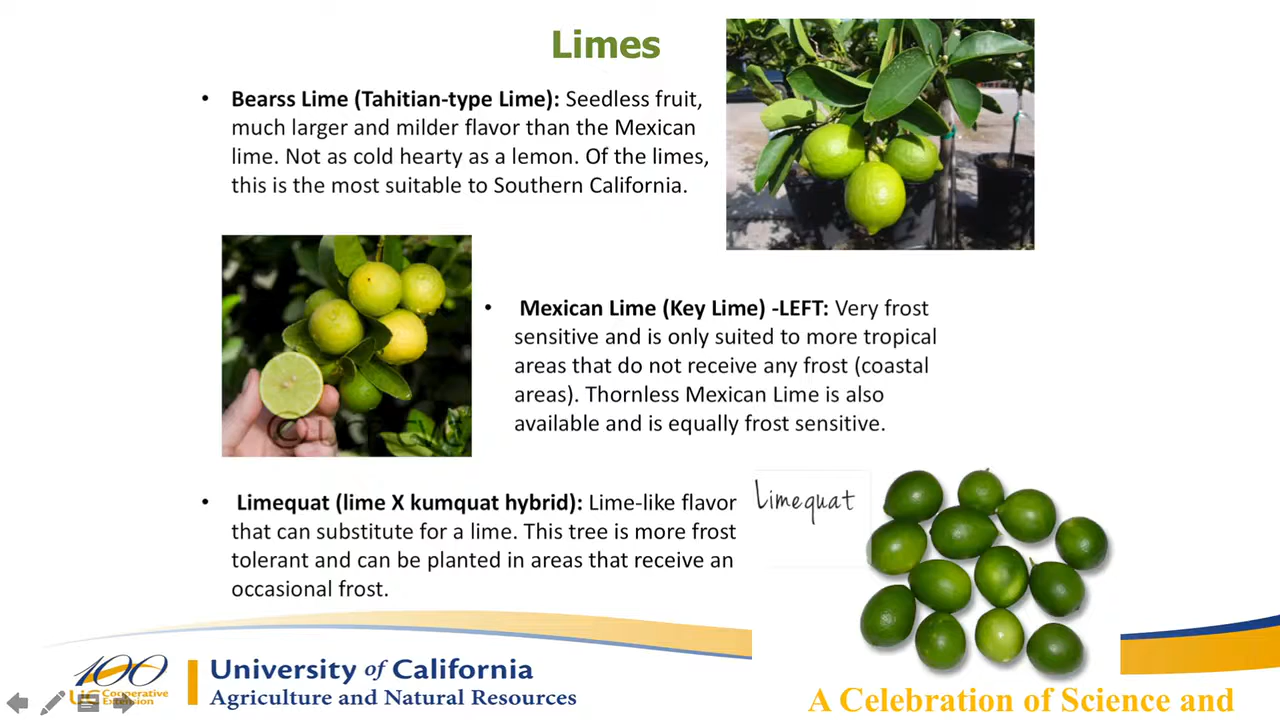 Limes
• Bearss Lime (Tahitian-type Lime): Seedless fruit,
much larger and milder flavor than the Mexican
lime. Not as cold hearty as a lemon. Of the limes,
this is the most suitable to Southern California.
• Mexican Lime (Key Lime) -LEFT: Very frost
sensitive and is only suited to more tropical
areas that do not receive any frost (coastal
areas). Thornless Mexican Lime is also
available and is equally frost sensitive.
© UCR CVC
• Limequat (lime X kumquat hybrid): Lime-like flavor
that can substitute for a lime. This tree is more frost
tolerant and can be planted in areas that receive an
occasional frost.
Limequat
100
UC Cooperative
Extension
University of California
Agriculture and Natural Resources
A Celebration of Science and